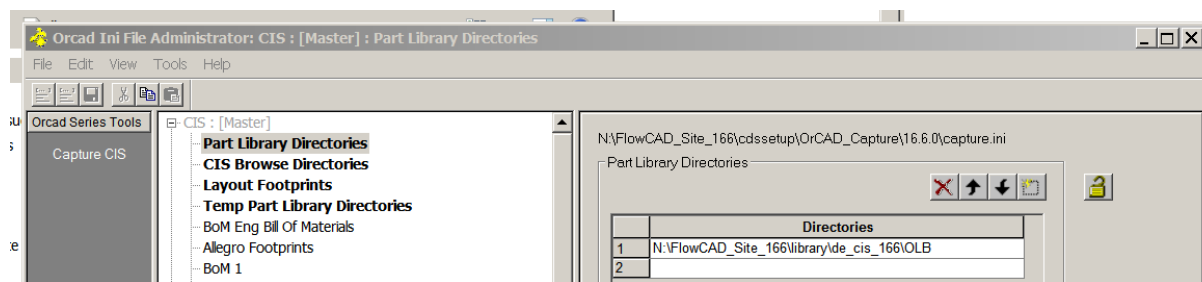 Orcad Ini File Administrator: CIS : [Master] : Part Library Directories
File Edit View Tools Help
Orcad Series Tools
Capture CIS
CIS : [Master]
Part Library Directories
CIS Browse Directories
Layout Footprints
Temp Part Library Directories
BoM Eng Bill Of Materials
Allegro Footprints
BoM 1
N:\FlowCAD_Site_166\cdssetup\OrCAD_Capture\16.6.0\capture.ini
Part Library Directories
Directories
1 N:\FlowCAD_Site_166\library\de_cis_166\OLB
2